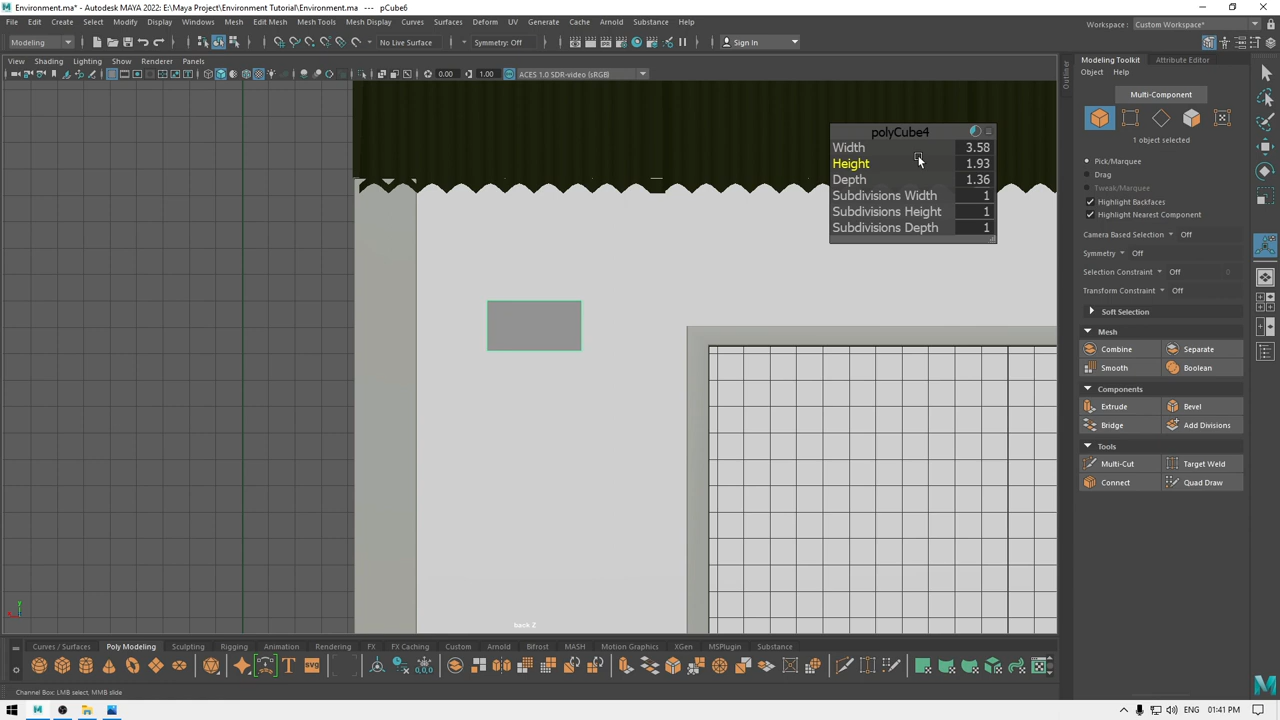 Environment.ma* - Autodesk MAYA 2022: E:\Maya Project\Environment Tutorial\Environment.ma --- pCube6
File Edit Create Select Modify Display Windows Mesh Edit Mesh Mesh Tools Mesh Display Curves Surfaces Deform UV Generate Cache Arnold Substance Help
Workspace : Custom Workspace*
Modeling No Live Surface Symmetry: Off Sign In
View Shading Lighting Show Renderer Panels
0.00 1.00 ACES 1.0 SDR-video (sRGB)
Outliner
Modeling Toolkit Attribute Editor
Object Help
Multi-Component
1 object selected
Pick/Marquee
Drag
Tweak/Marquee
Highlight Backfaces
Highlight Nearest Component
Camera Based Selection Off
Symmetry Off
Selection Constraint Off
Transform Constraint Off
Soft Selection
Mesh
Combine Separate
Smooth Boolean
Components
Extrude Bevel
Bridge Add Divisions
Tools
Multi-Cut Target Weld
Connect Quad Draw
polyCube4
Width 3.58
Height 1.93
Depth 1.36
Subdivisions Width 1
Subdivisions Height 1
Subdivisions Depth 1
back Z
Curves / Surfaces Poly Modeling Sculpting Rigging Animation Rendering FX FX Caching Custom Arnold Bifrost MASH Motion Graphics XGen MSPlugin Substance
Channel Box: LMB select, MMB slide
ENG 01:41 PM